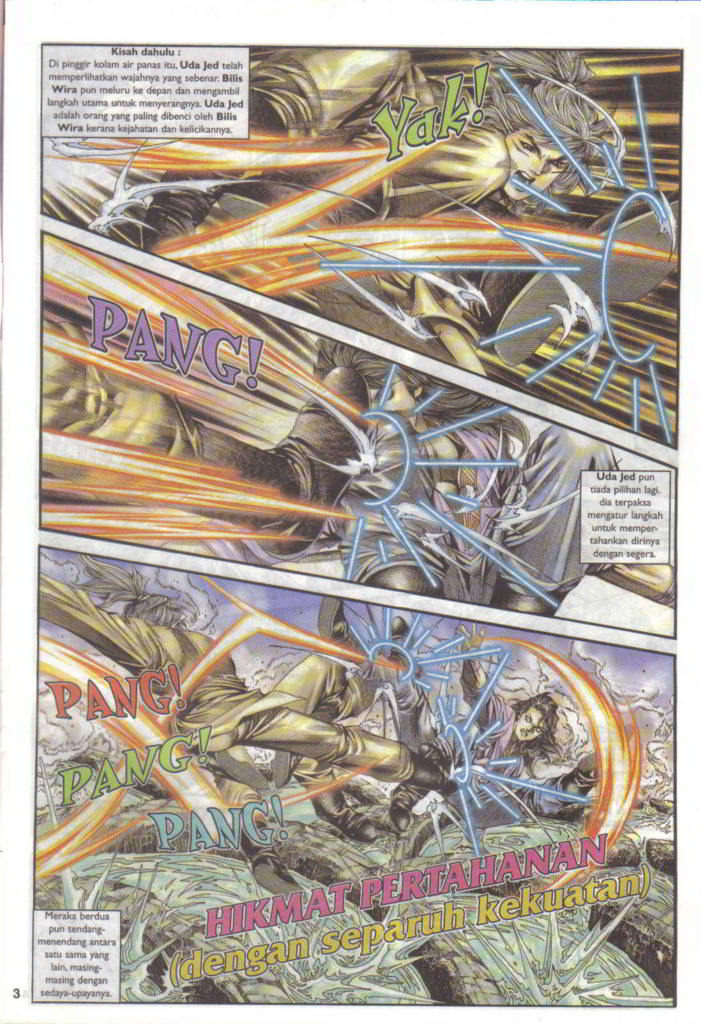 Kisah dahulu :
Di pinggir kolam air panas itu, Uda Jed telah
memperlihatkan wajahnya yang sebenar. Bilis
Wira pun meluru ke depan dan mengambil
langkah utama untuk menyerangnya. Uda Jed
adalah orang yang paling dibenci oleh Bilis
Wira kerana kejahatan dan kelicikannya.
Yak!
PANG!
Uda Jed pun
tiada pilihan lagi.
dia terpaksa
mengatur langkah
untuk memper-
tahankan dirinya
dengan segera.
PANG!
PANG!
PANG!
HIKMAT PERTAHANAN
(dengan separuh kekuatan)
Meraka berdua
pun tendang-
menendang antara
satu sama yang
lain, masing-
masing dengan
sedaya-upayanya.
3